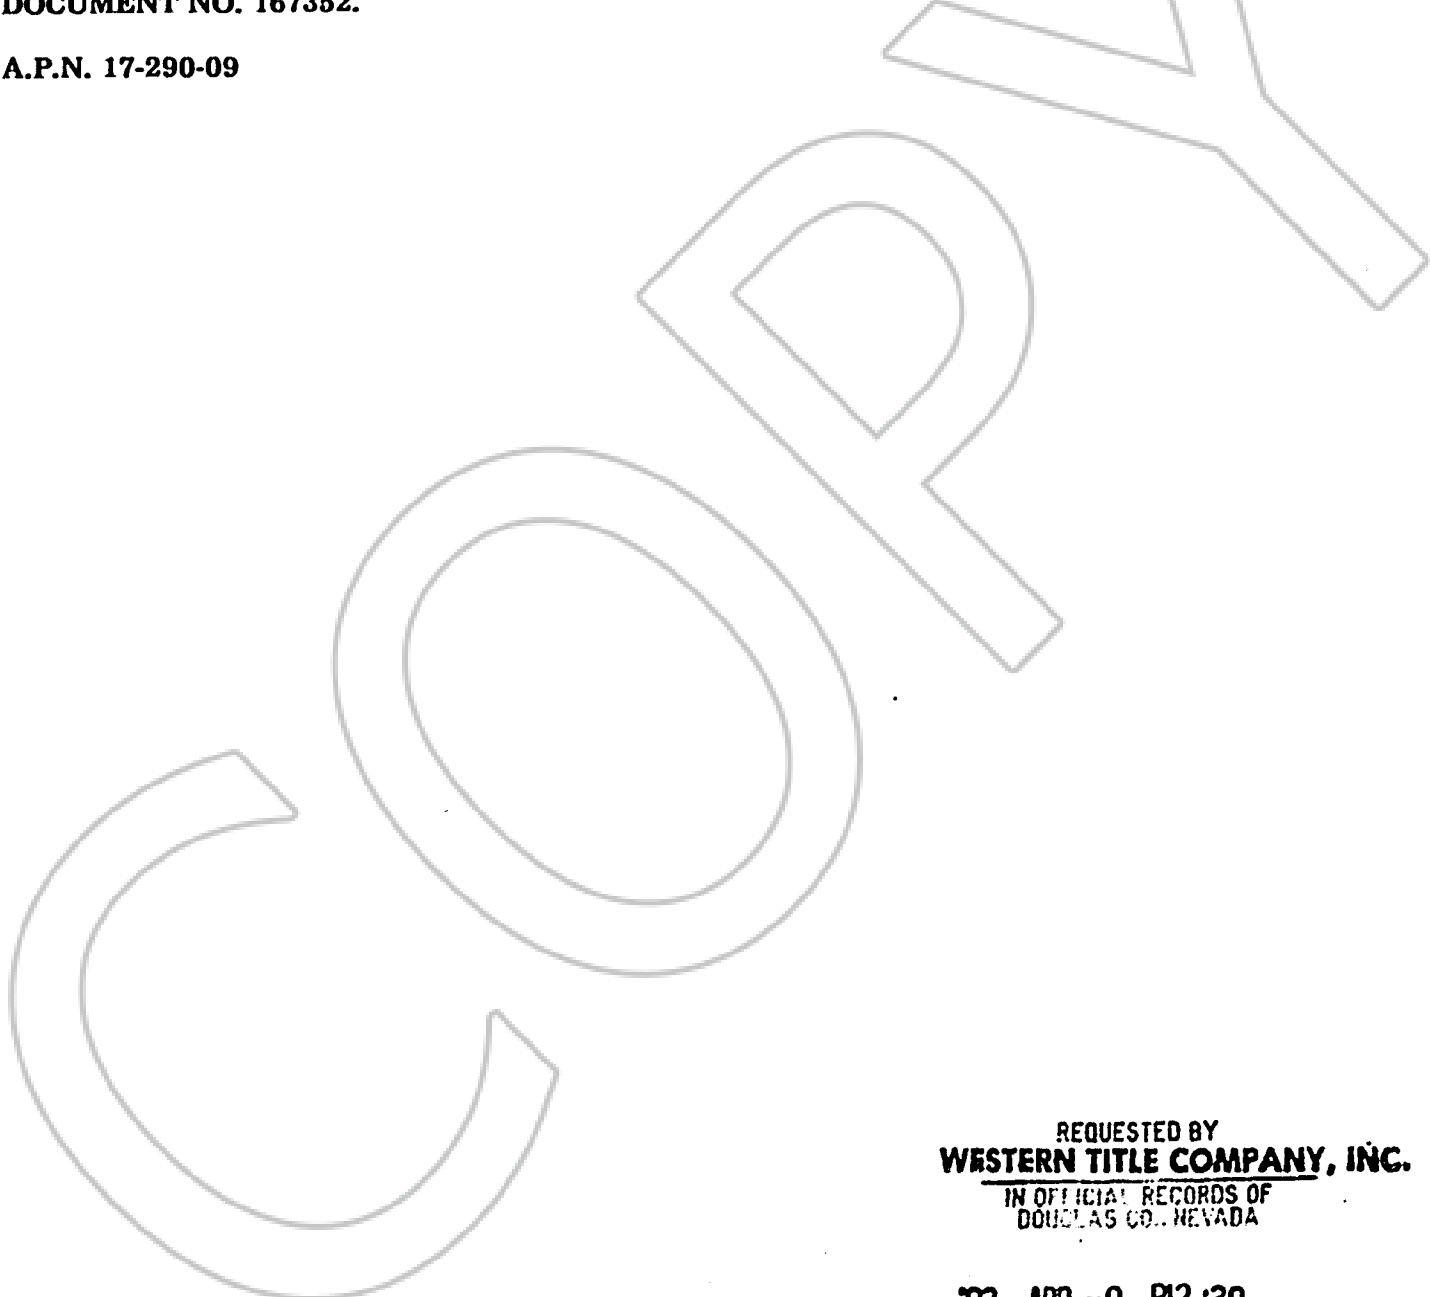 DOCUMENT NO. 167352.
A.P.N. 17-290-09
COPY
REQUESTED BY
WESTERN TITLE COMPANY, INC.
IN OFFICIAL RECORDS OF
DOUGLAS CO., NEVADA